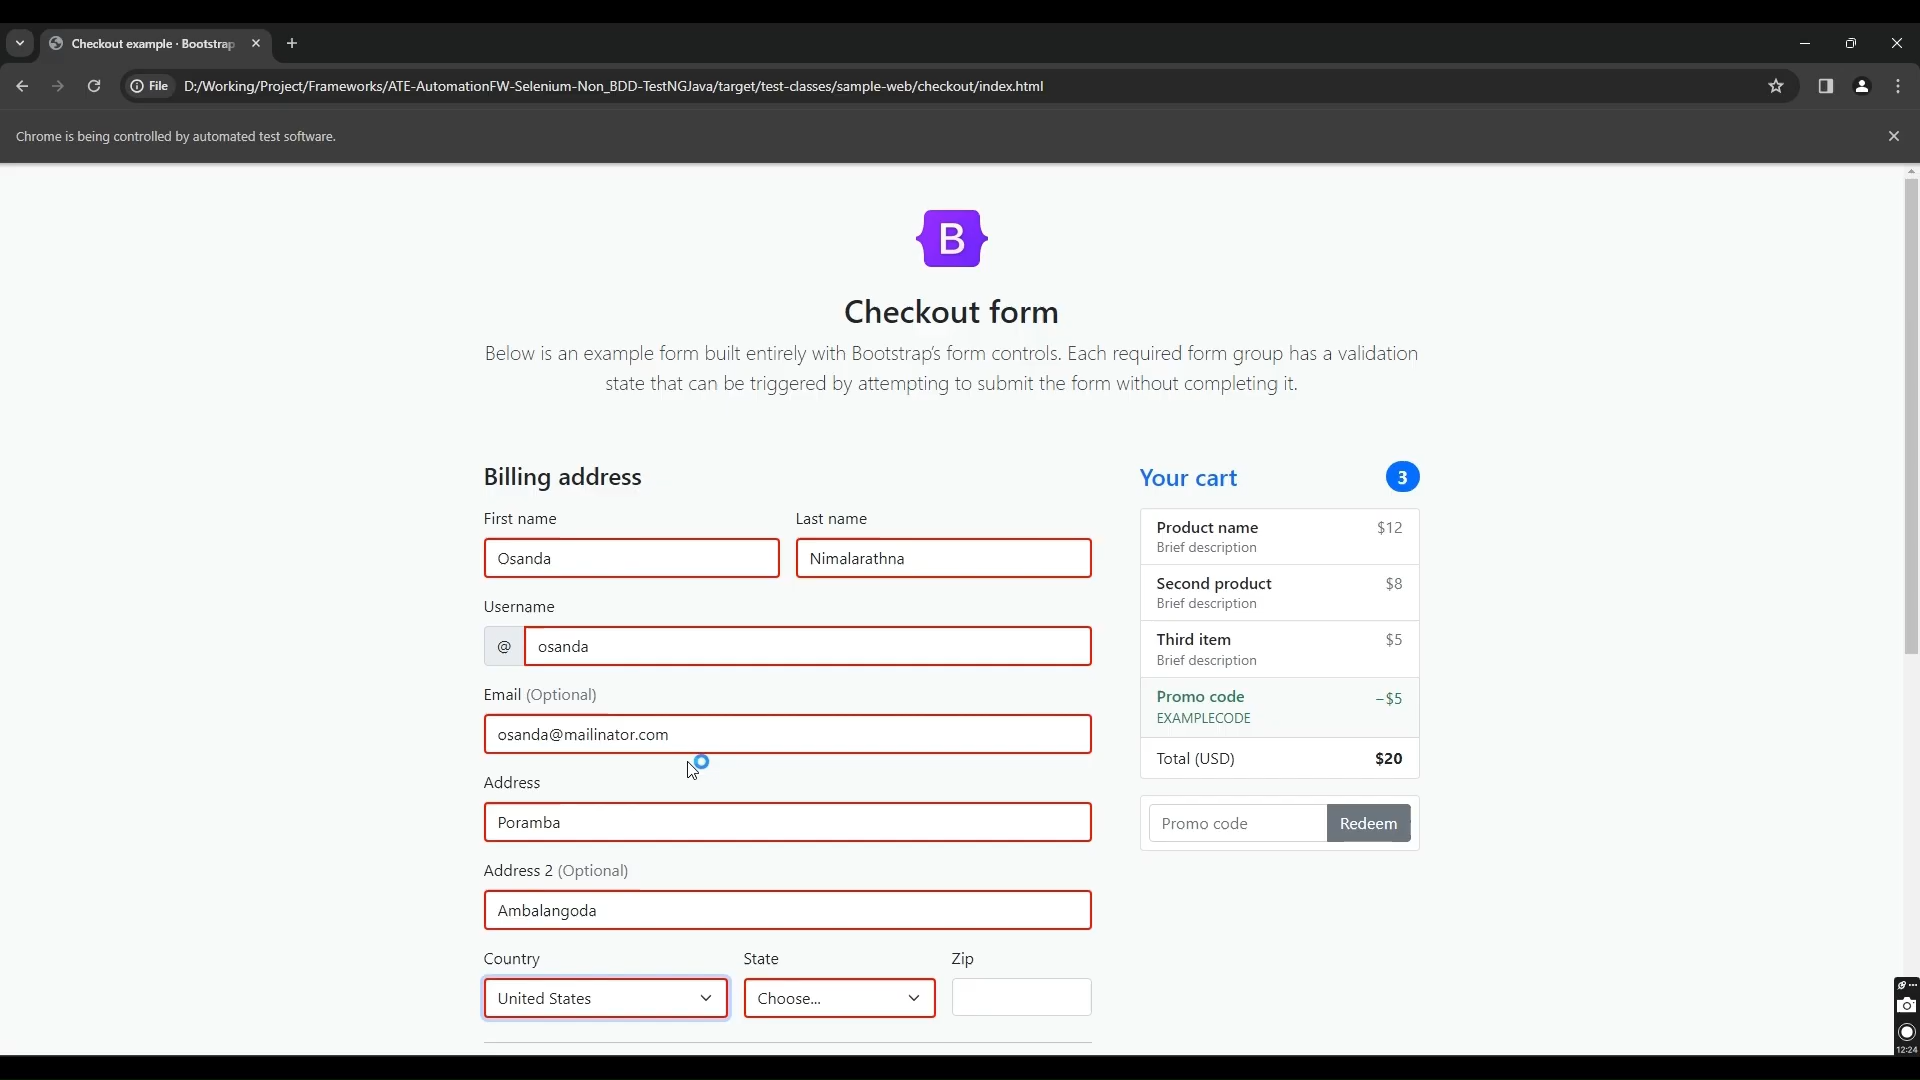 Checkout example · Bootstrap
File
D:/Working/Project/Frameworks/ATE-AutomationFW-Selenium-Non_BDD-TestNGJava/target/test-classes/sample-web/checkout/index.html
Chrome is being controlled by automated test software.
B
Checkout form
Below is an example form built entirely with Bootstrap's form controls. Each required form group has a validation
state that can be triggered by attempting to submit the form without completing it.
Billing address
First name
Last name
Osanda
Nimalarathna
Username
@
osanda
Email (Optional)
osanda@mailinator.com
Address
Poramba
Address 2 (Optional)
Ambalangoda
Country
State
Zip
United States
Choose...
Your cart
3
Product name
$12
Brief description
Second product
$8
Brief description
Third item
$5
Brief description
Promo code
−$5
EXAMPLECODE
Total (USD)
$20
Promo code
Redeem
12:24